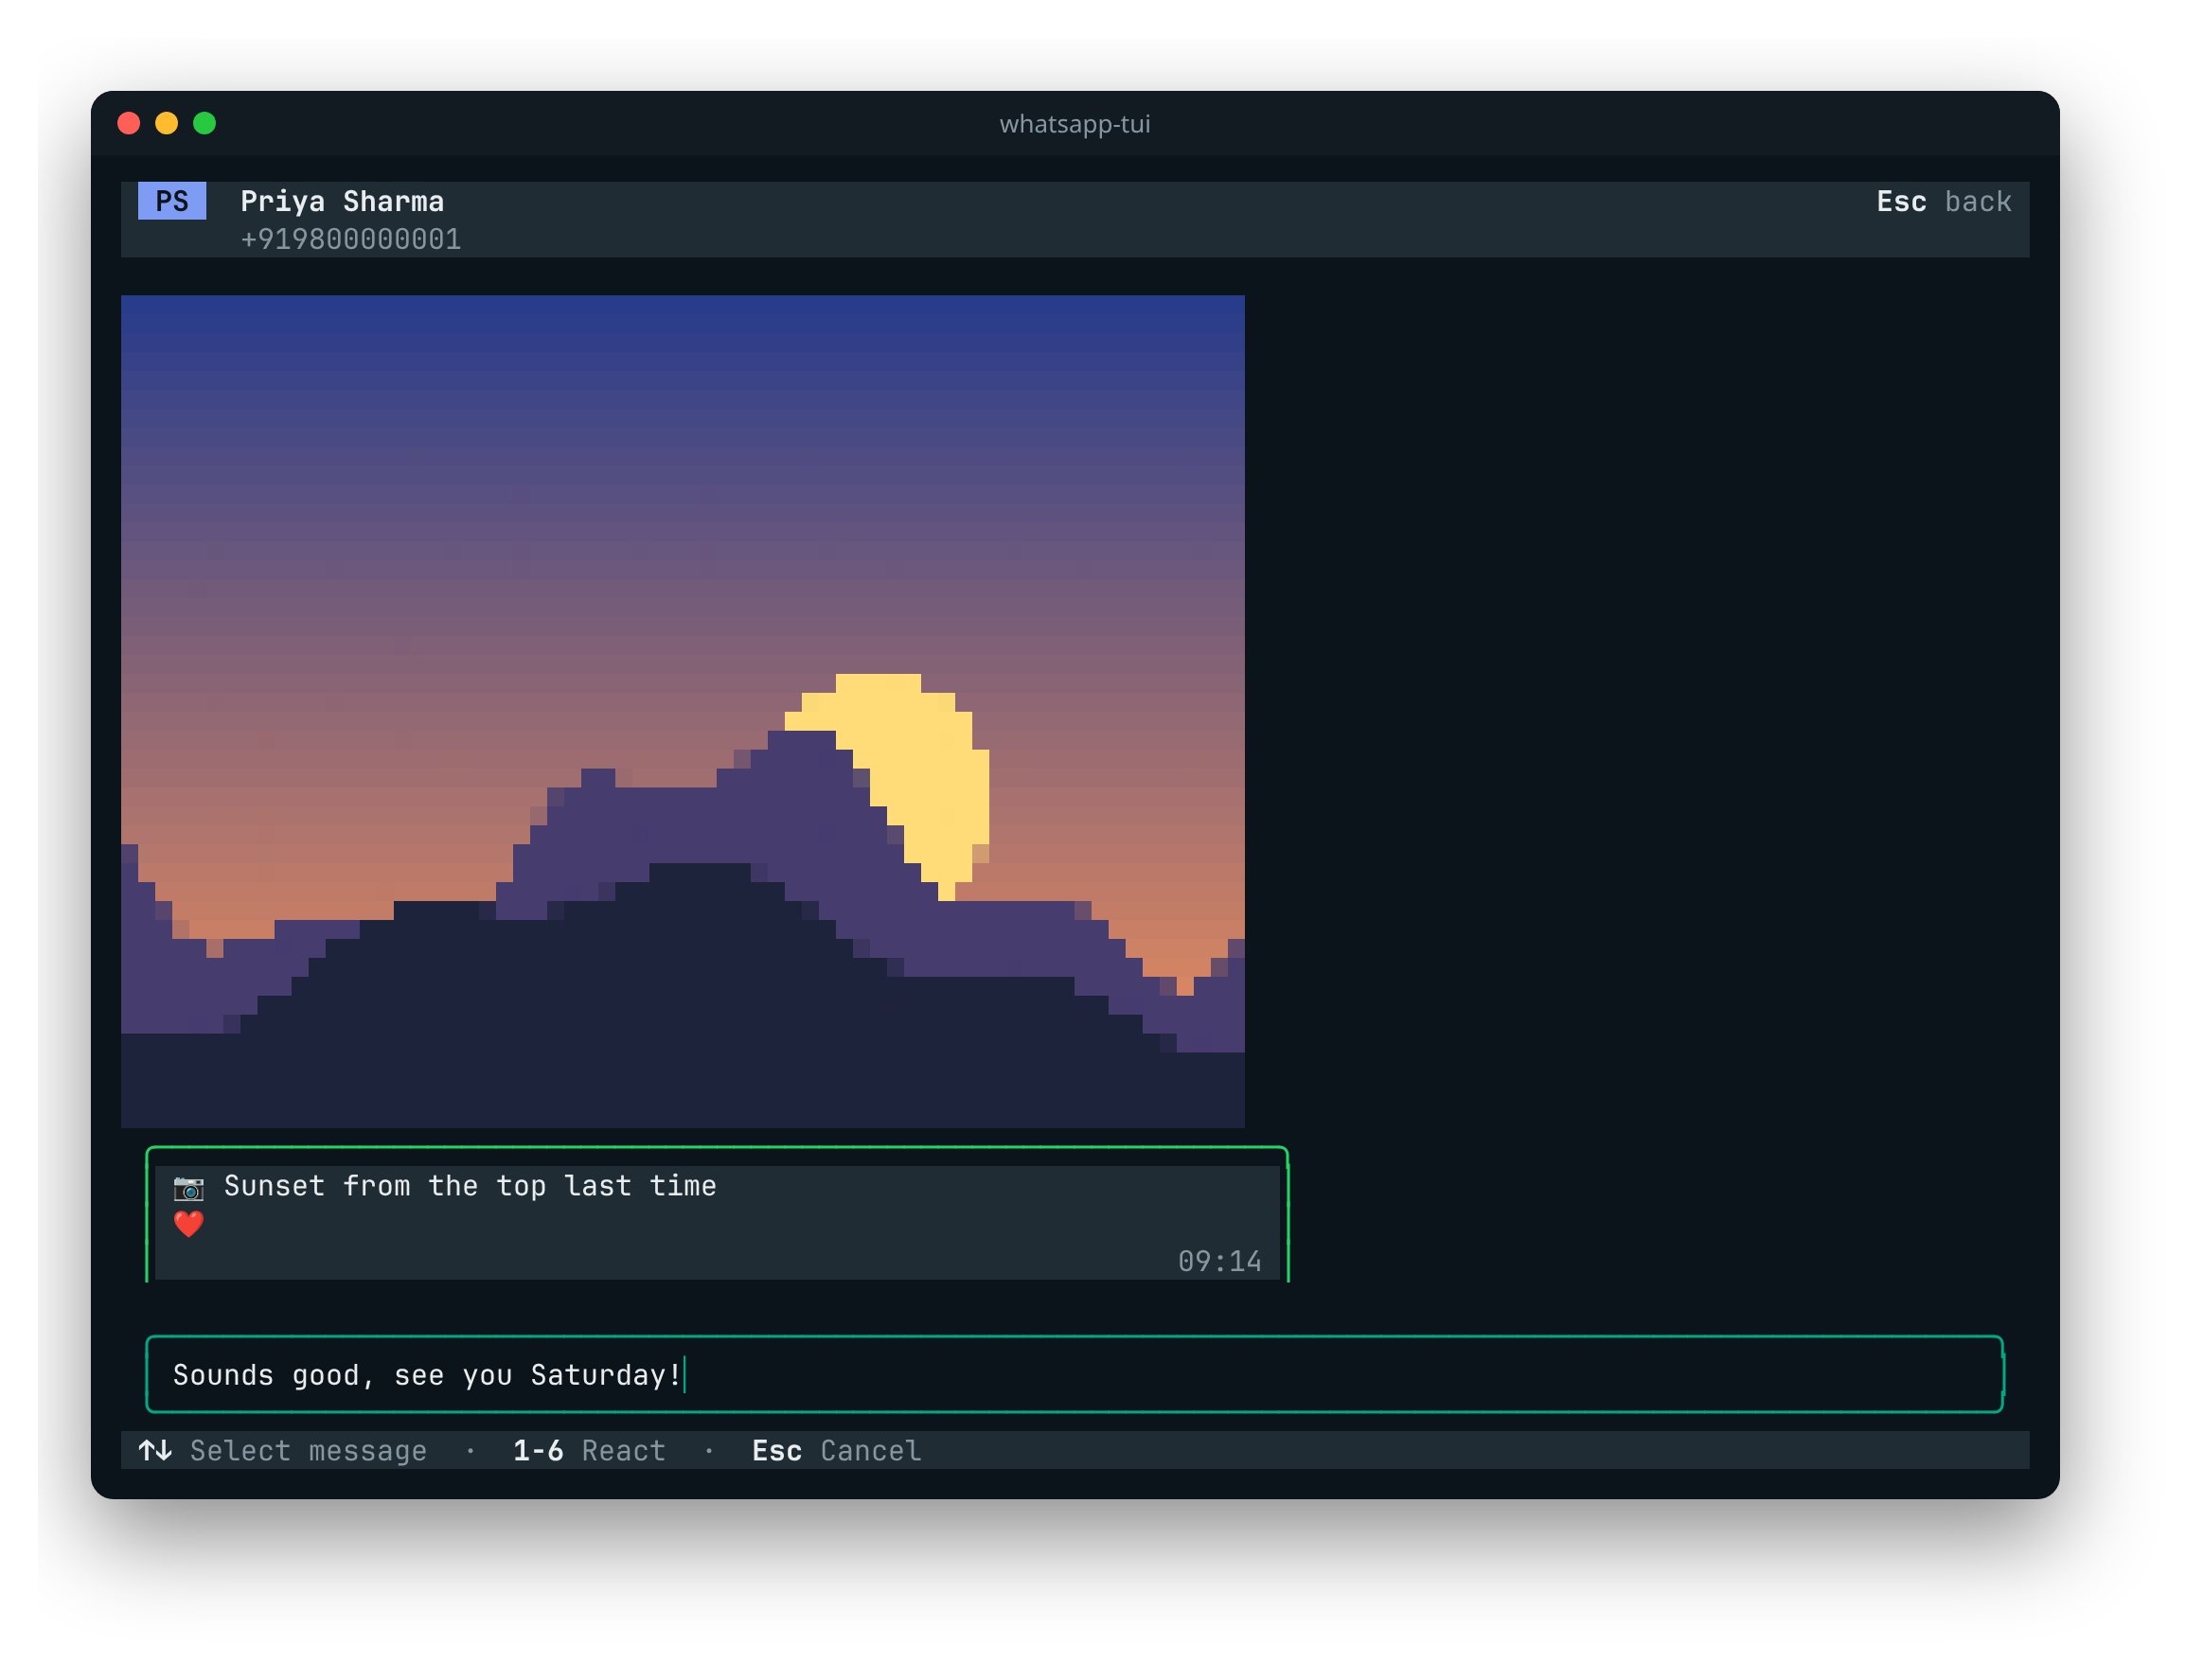 whatsapp-tui
PS Priya Sharma Esc back
+919800000001
📷 Sunset from the top last time
❤️
09:14
Sounds good, see you Saturday!
↑↓ Select message · 1-6 React · Esc Cancel